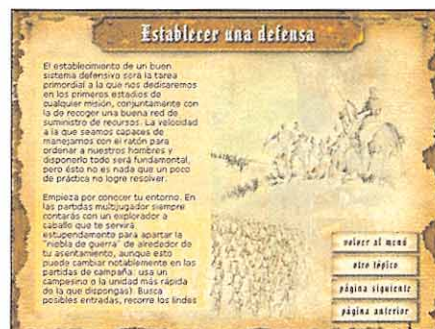 Establecer una defensa
El establecimiento de un buen
sistema defensivo será la tarea
primordial a la que nos dedicaremos
en los primeros estadios de
cualquier misión, conjuntamente con
la de recoger una buena red de
suministro de recursos. La velocidad
a la que seamos capaces de
manejarnos con el ratón para
ordenar a nuestros hombres y
disponerlo todo será fundamental,
pero ésto no es nada que un poco
de práctica no logre resolver.
Empieza por conocer tu entorno. En
las partidas multijugador siempre
contarás con un explorador a
caballo que te servirá
estupendamente para apartar la
"niebla de guerra" de alrededor de
tu asentamiento, aunque esto
puede cambiar notablemente en las
partidas de campaña: usa un
campesino o la unidad más rápida
de la que dispongas). Busca
posibles entradas, recorre los lindes
volver al menú
otro tópico
página siguiente
página anterior